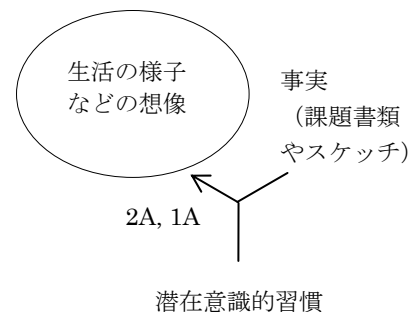 生活の様子
などの想像
事実
（課題書類
やスケッチ）
2A, 1A
潜在意識的習慣